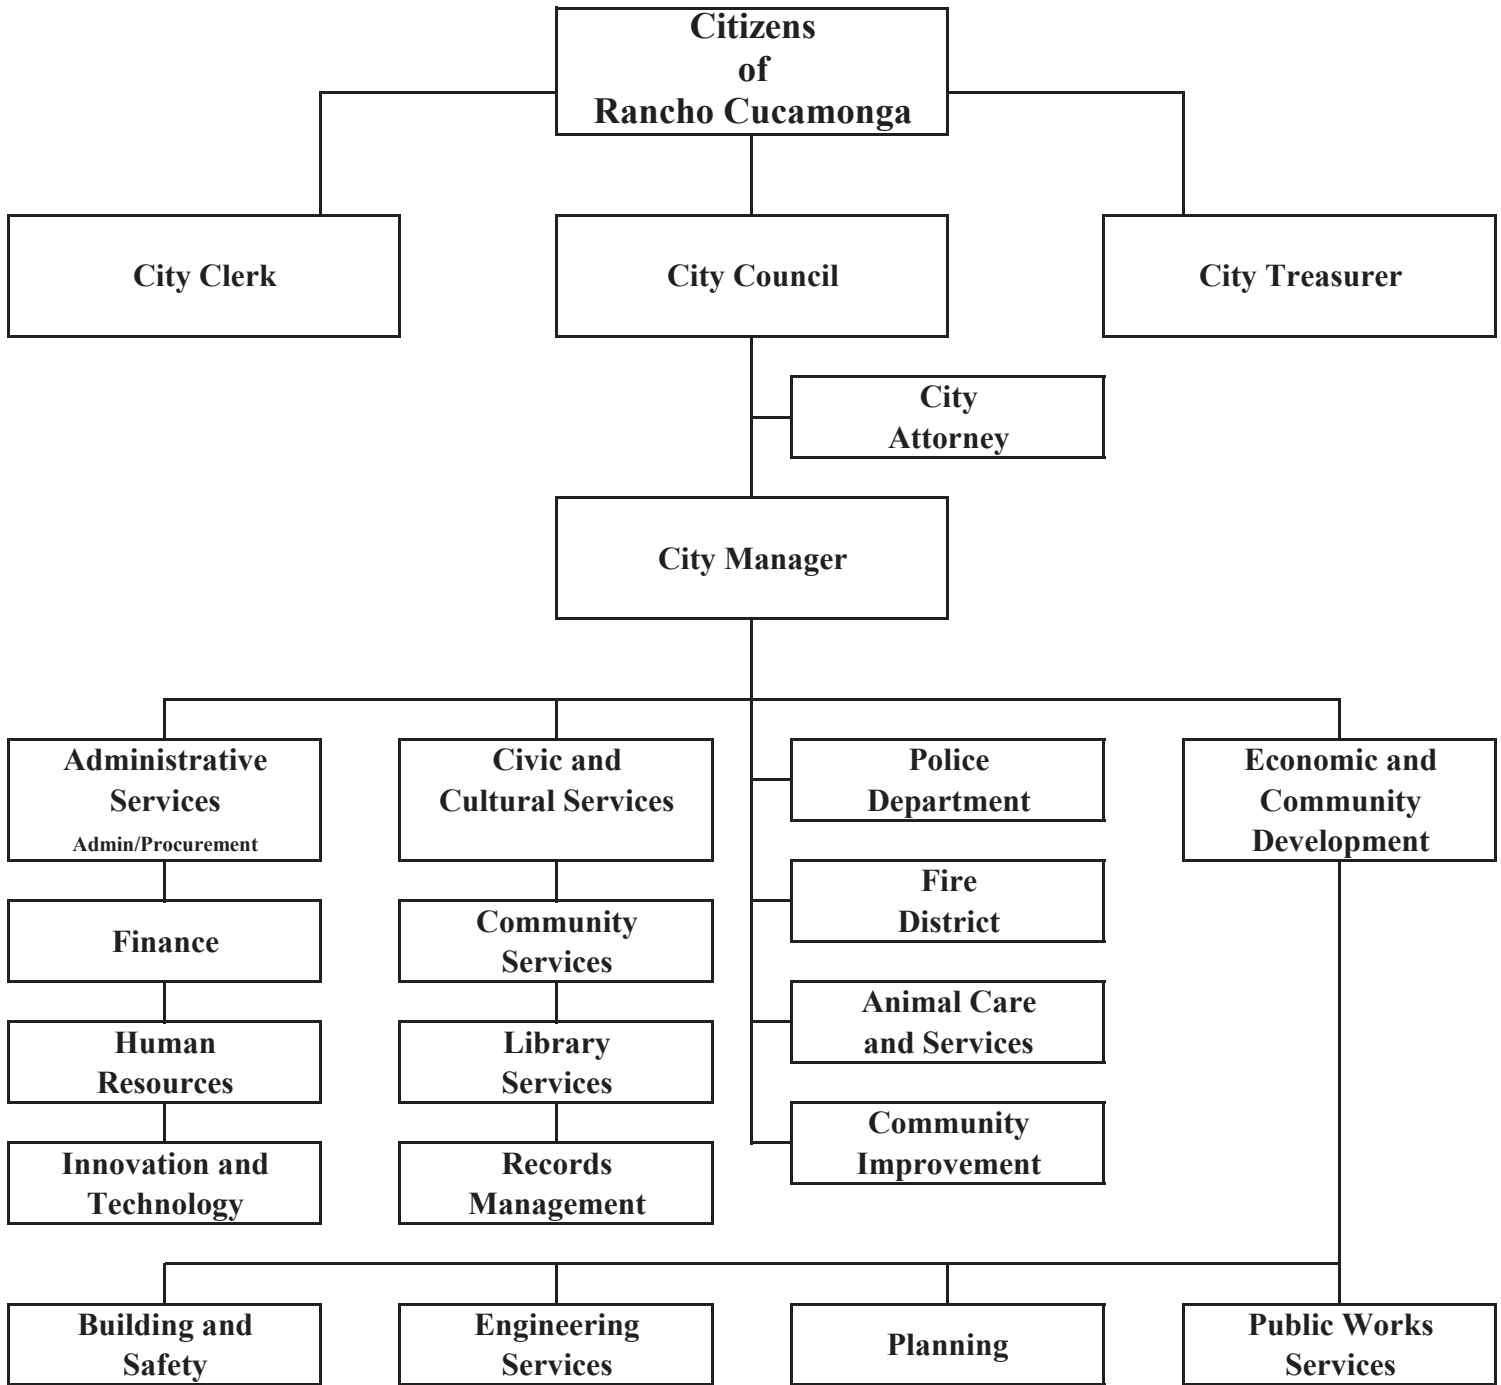 Citizens
of
Rancho Cucamonga
City Clerk
City Council
City Treasurer
City
Attorney
City Manager
Administrative
Services
Admin/Procurement
Civic and
Cultural Services
Police
Department
Economic and
Community
Development
Finance
Community
Services
Fire
District
Human
Resources
Library
Services
Animal Care
and Services
Innovation and
Technology
Records
Management
Community
Improvement
Building and
Safety
Engineering
Services
Planning
Public Works
Services